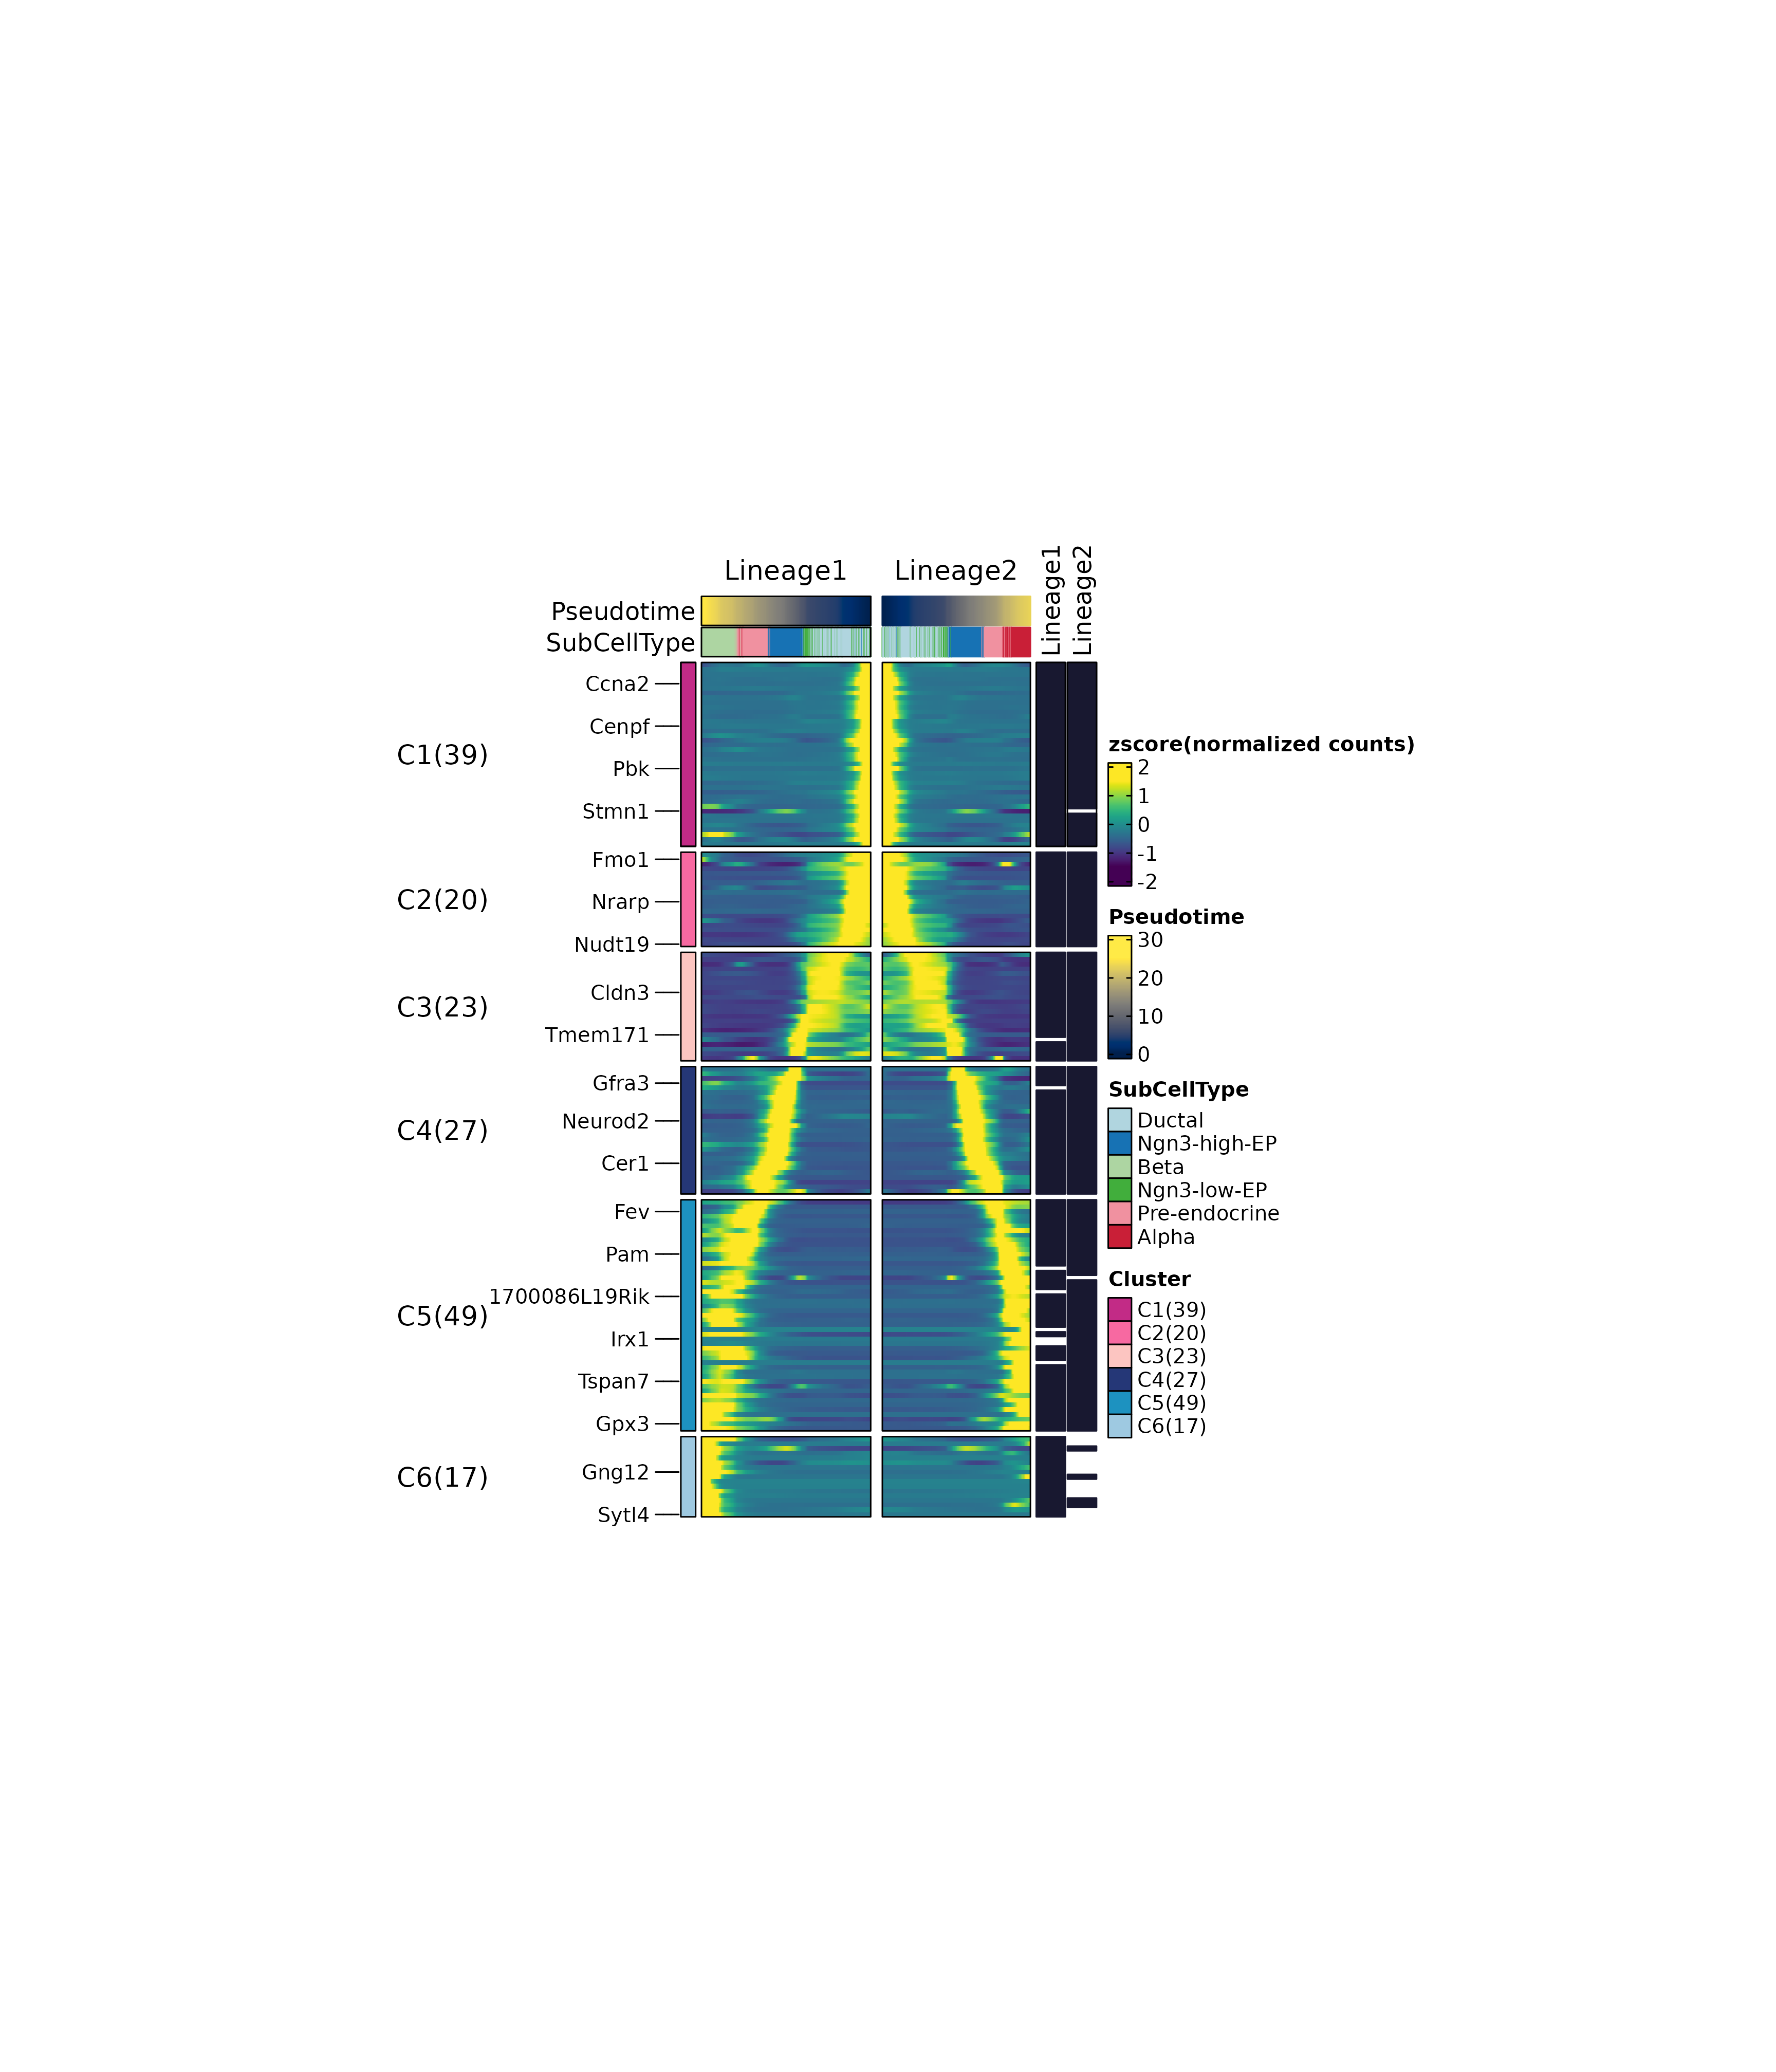 Lineage1
Lineage2
Lineage1
Lineage2
Pseudotime
SubCellType
C1(39)
Ccna2
Cenpf
Pbk
Stmn1
C2(20)
Fmo1
Nrarp
Nudt19
C3(23)
Cldn3
Tmem171
C4(27)
Gfra3
Neurod2
Cer1
C5(49)
Fev
Pam
1700086L19Rik
Irx1
Tspan7
Gpx3
C6(17)
Gng12
Sytl4
zscore(normalized counts)
2
1
0
-1
-2
Pseudotime
30
20
10
0
SubCellType
Ductal
Ngn3-high-EP
Beta
Ngn3-low-EP
Pre-endocrine
Alpha
Cluster
C1(39)
C2(20)
C3(23)
C4(27)
C5(49)
C6(17)